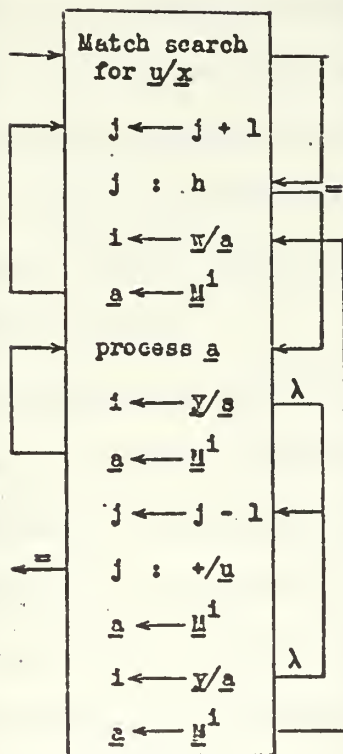 Match search
for u/x
j ← j + 1
j : h =
i ← w/a
a ← M^i
process a
i ← y/s λ
a ← M^i
j ← j - 1
= j : +/u
a ← M^i
i ← y/a λ
a ← M^i